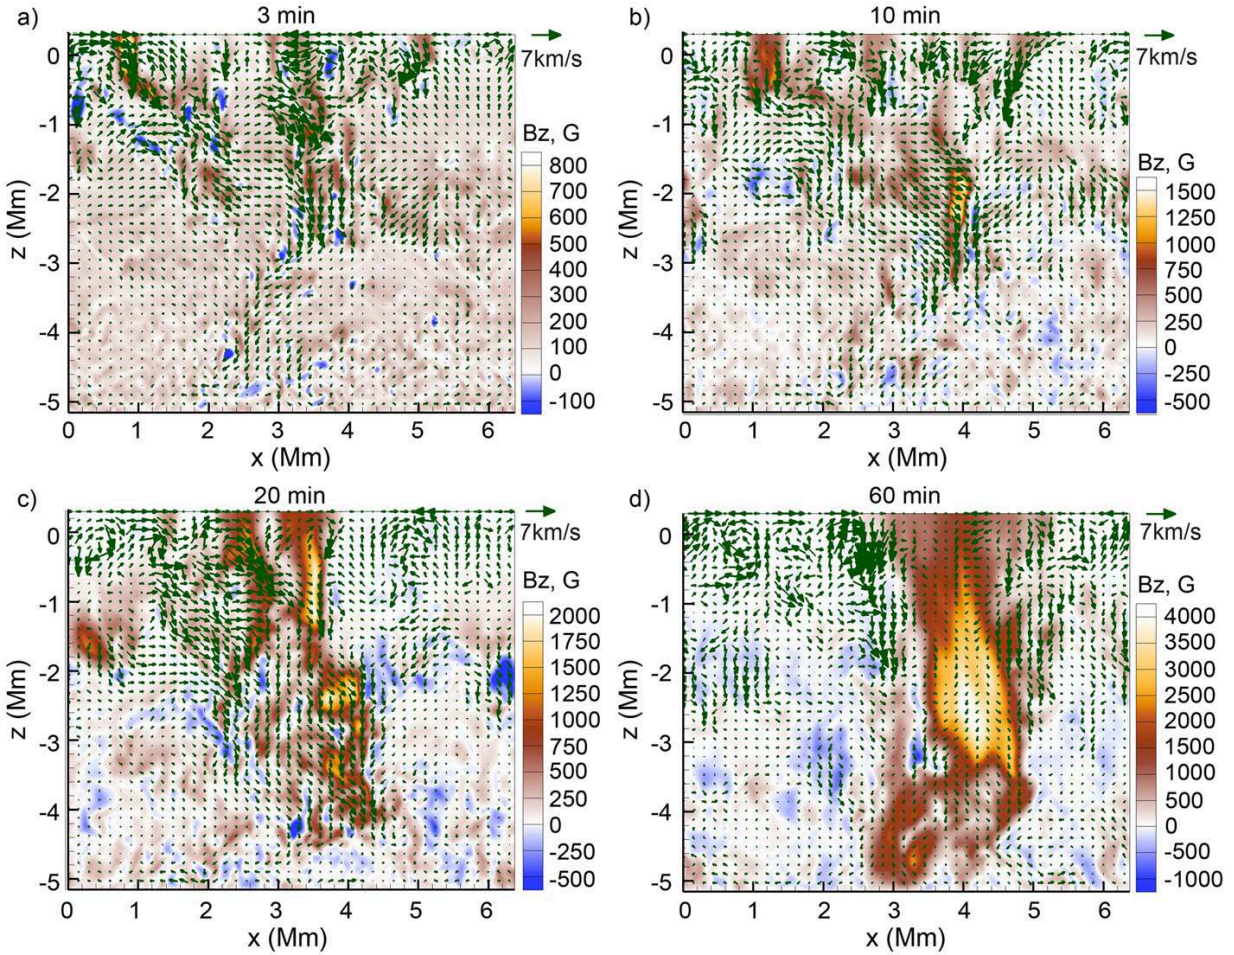 a) 3 min
0
-1
-2
-3
-4
-5
z (Mm)
0 1 2 3 4 5 6
x (Mm)
7km/s
Bz, G
800
700
600
500
400
300
200
100
0
-100
b) 10 min
0
-1
-2
-3
-4
-5
z (Mm)
0 1 2 3 4 5 6
x (Mm)
7km/s
Bz, G
1500
1250
1000
750
500
250
0
-250
-500
c) 20 min
0
-1
-2
-3
-4
-5
z (Mm)
0 1 2 3 4 5 6
x (Mm)
7km/s
Bz, G
2000
1750
1500
1250
1000
750
500
250
0
-250
-500
d) 60 min
0
-1
-2
-3
-4
-5
z (Mm)
0 1 2 3 4 5 6
x (Mm)
7km/s
Bz, G
4000
3500
3000
2500
2000
1500
1000
500
0
-500
-1000